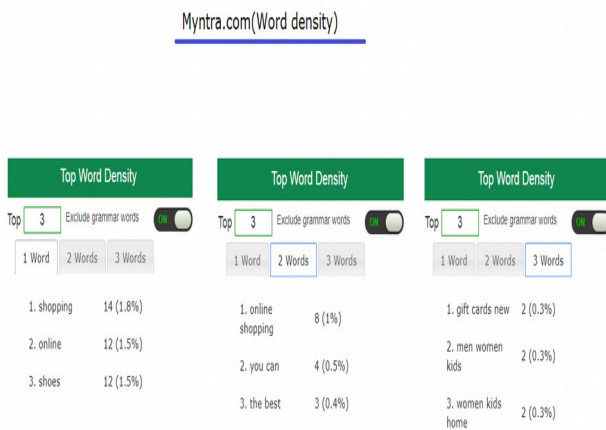 Myntra.com(Word density)
Top Word Density
Top 3 Exclude grammar words ON
1 Word 2 Words 3 Words
1. shopping 14 (1.8%)
2. online 12 (1.5%)
3. shoes 12 (1.5%)
Top Word Density
Top 3 Exclude grammar words ON
1 Word 2 Words 3 Words
1. online
shopping 8 (1%)
2. you can 4 (0.5%)
3. the best 3 (0.4%)
Top Word Density
Top 3 Exclude grammar words ON
1 Word 2 Words 3 Words
1. gift cards new 2 (0.3%)
2. men women
kids 2 (0.3%)
3. women kids
home 2 (0.3%)